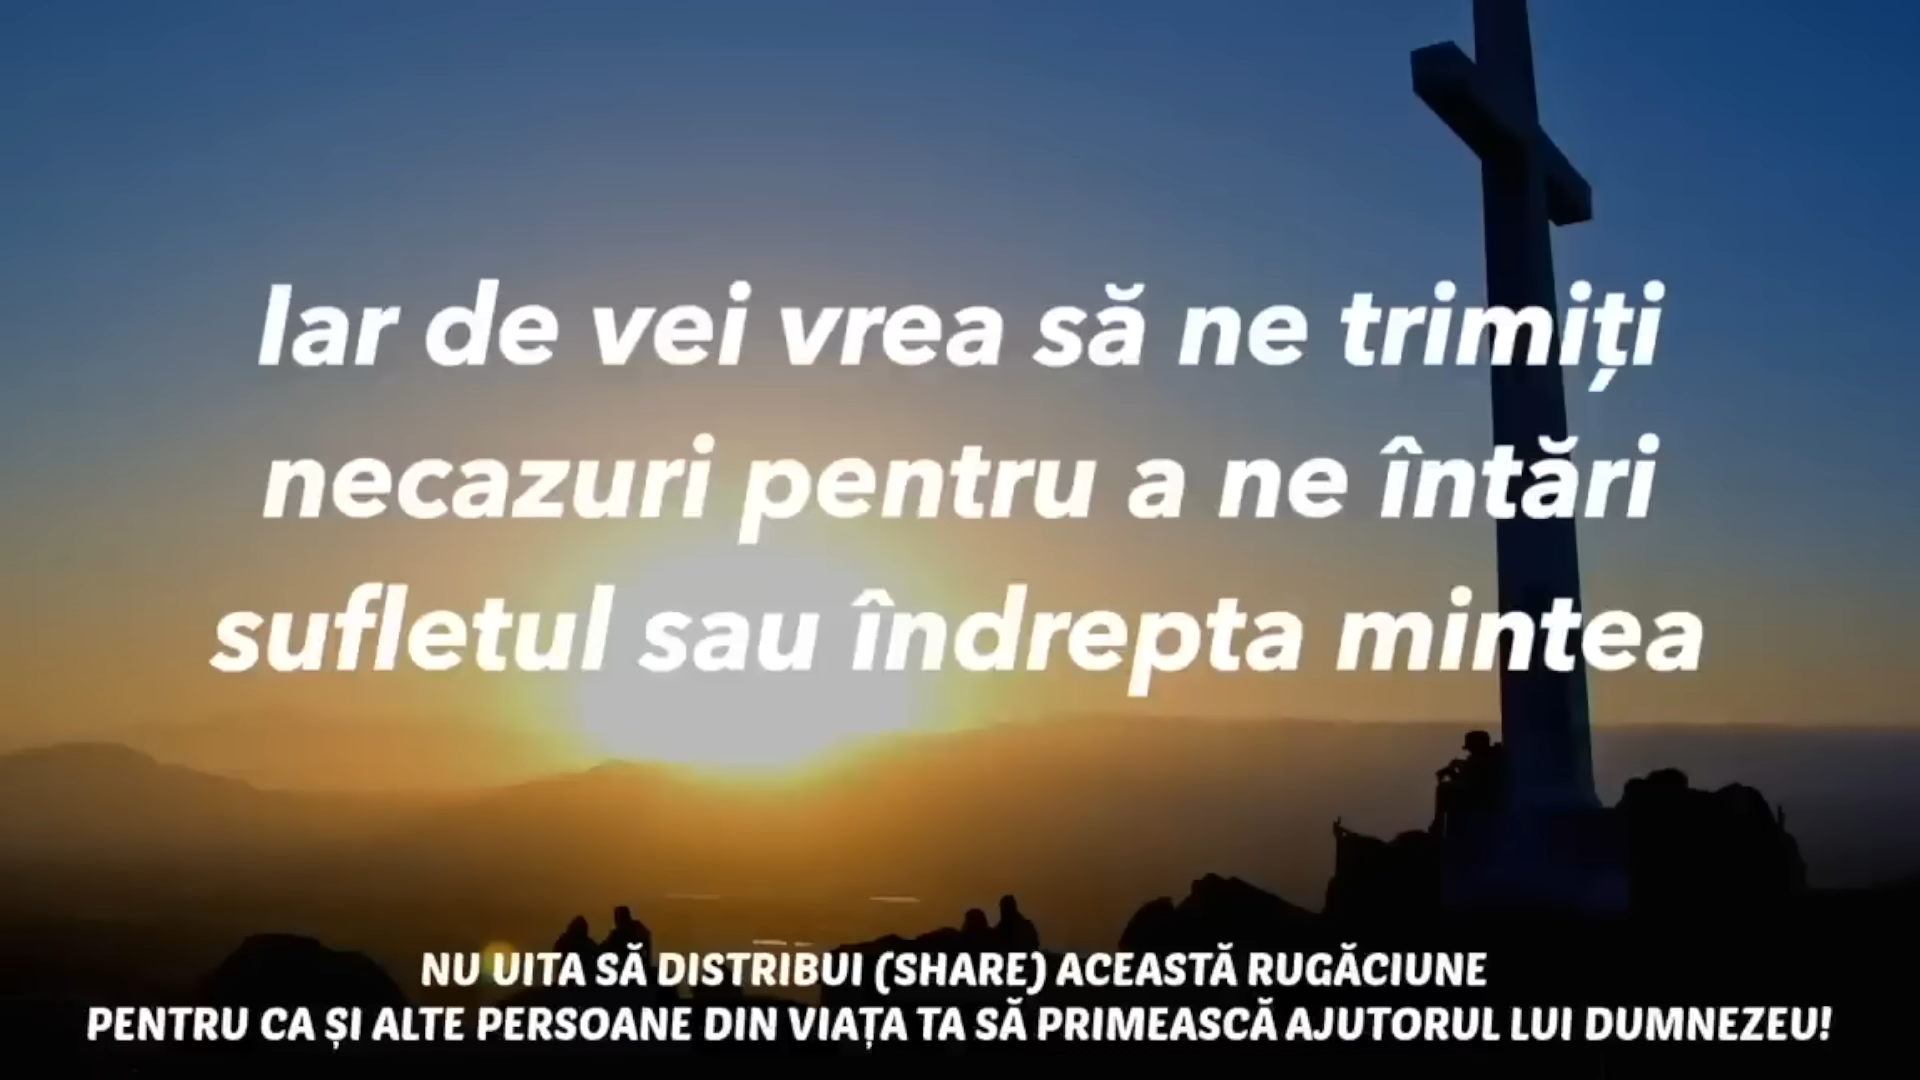 Iar de vei vrea să ne trimiți
necazuri pentru a ne întări
sufletul sau îndrepta mintea
NU UITA SĂ DISTRIBUI (SHARE) ACEASTĂ RUGĂCIUNE
PENTRU CA ȘI ALTE PERSOANE DIN VIAȚA TA SĂ PRIMEASCĂ AJUTORUL LUI DUMNEZEU!